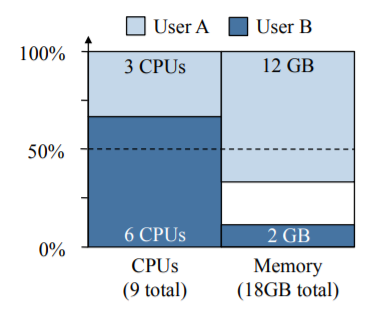 User A User B
100%
3 CPUs 12 GB
50%
6 CPUs 2 GB
0%
CPUs Memory
(9 total) (18GB total)